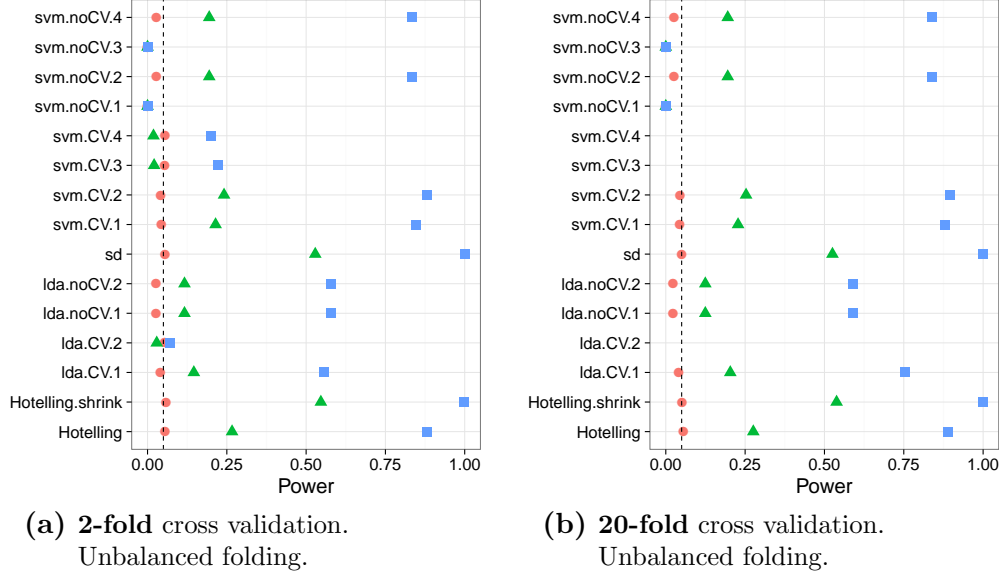 svm.noCV.4
svm.noCV.3
svm.noCV.2
svm.noCV.1
svm.CV.4
svm.CV.3
svm.CV.2
svm.CV.1
sd
lda.noCV.2
lda.noCV.1
lda.CV.2
lda.CV.1
Hotelling.shrink
Hotelling
0.00 0.25 0.50 0.75 1.00
Power
(a) 2-fold cross validation.
Unbalanced folding.
svm.noCV.4
svm.noCV.3
svm.noCV.2
svm.noCV.1
svm.CV.4
svm.CV.3
svm.CV.2
svm.CV.1
sd
lda.noCV.2
lda.noCV.1
lda.CV.2
lda.CV.1
Hotelling.shrink
Hotelling
0.00 0.25 0.50 0.75 1.00
Power
(b) 20-fold cross validation.
Unbalanced folding.